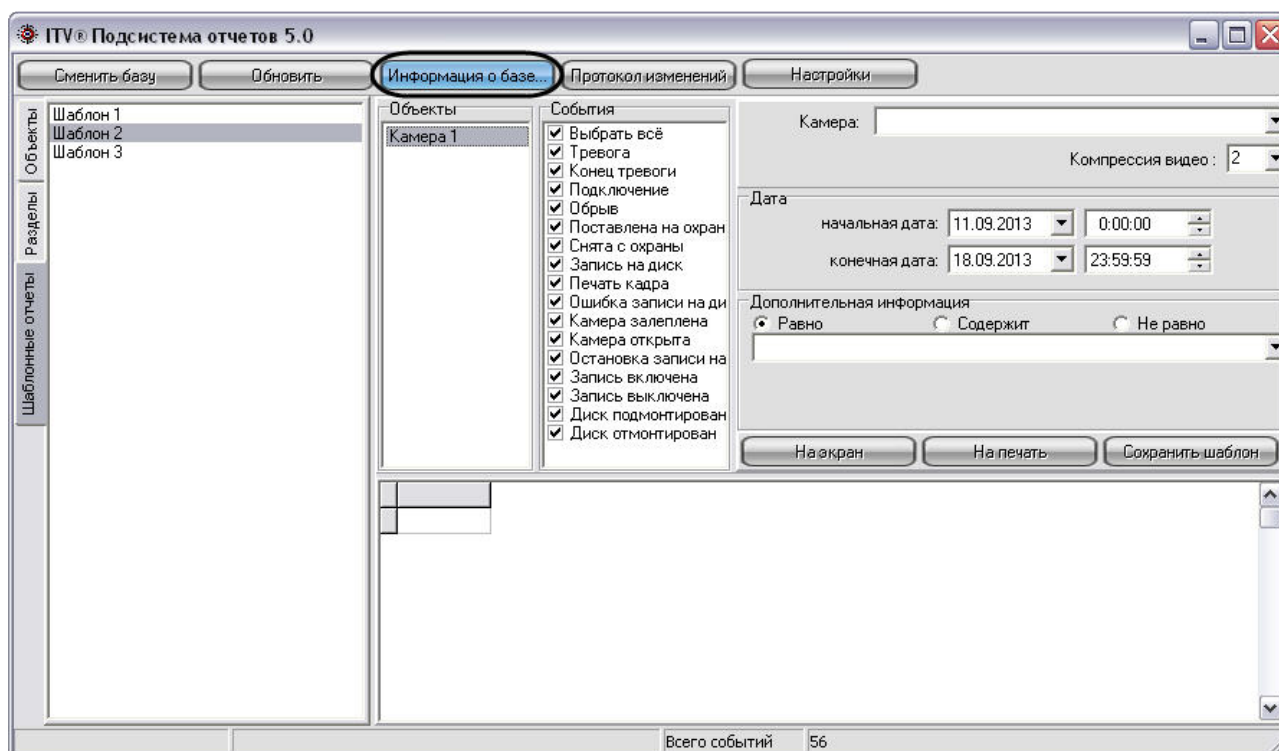 ITV® Подсистема отчетов 5.0
Сменить базу
Обновить
Информация о базе...
Протокол изменений
Настройки
Объекты
Разделы
Шаблонные отчеты
Шаблон 1
Шаблон 2
Шаблон 3
Объекты
Камера 1
События
Выбрать всё
Тревога
Конец тревоги
Подключение
Обрыв
Поставлена на охран
Снята с охраны
Запись на диск
Печать кадра
Ошибка записи на ди
Камера залеплена
Камера открыта
Остановка записи на
Запись включена
Запись выключена
Диск подмонтирован
Диск отмонтирован
Камера:
Компрессия видео : 2
Дата
начальная дата: 11.09.2013 0:00:00
конечная дата: 18.09.2013 23:59:59
Дополнительная информация
Равно Содержит Не равно
На экран
На печать
Сохранить шаблон
Всего событий 56